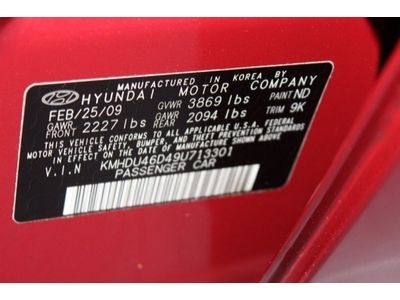 MANUFACTURED IN KOREA BY
HYUNDAI MOTOR COMPANY
FEB/25/09 GVWR 3869 lbs PAINT ND
GAWR FRONT 2227 lbs GAWR REAR 2094 lbs TRIM 9K
THIS VEHICLE CONFORMS TO ALL APPLICABLE U.S.A. FEDERAL
MOTOR VEHICLE SAFETY, BUMPER, AND THEFT PREVENTION STANDARDS
IN EFFECT ON THE DATE OF MANUFACTURE SHOWN ABOVE.
V.I.N KMHDU46D49U713301
PASSENGER CAR